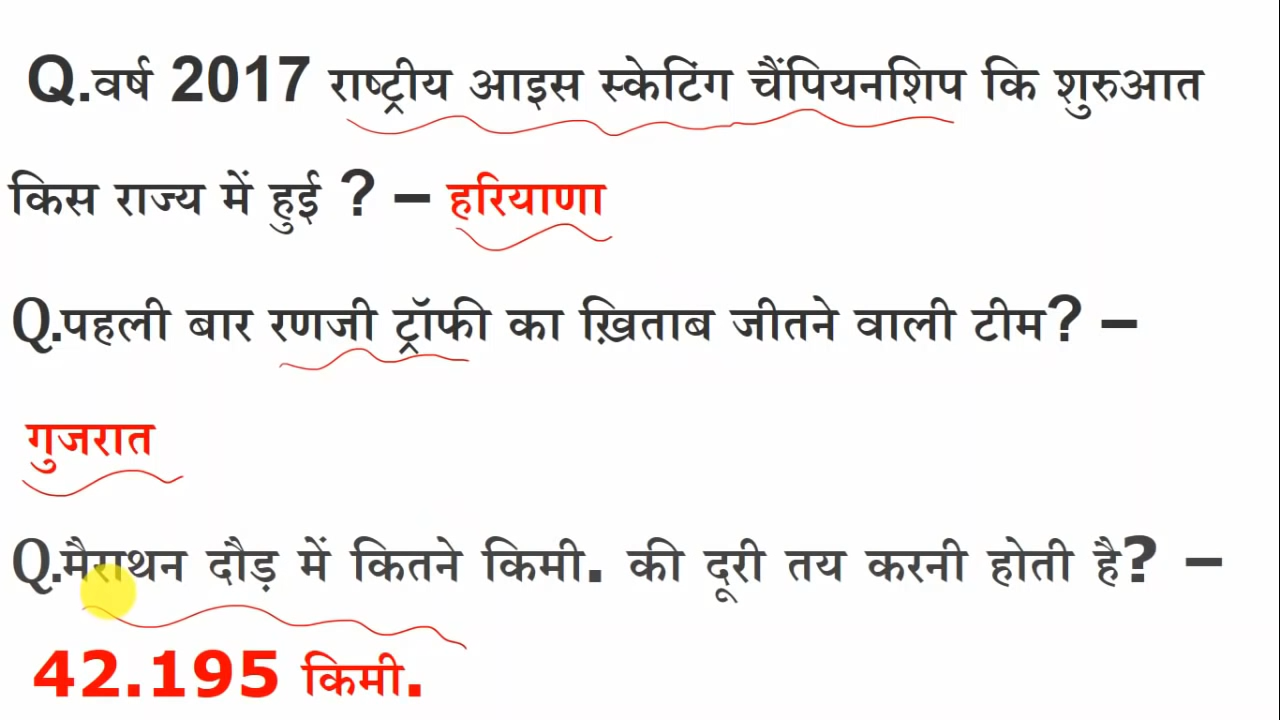 Q.वर्ष 2017 राष्ट्रीय आइस स्केटिंग चैंपियनशिप कि शुरुआत
किस राज्य में हुई ? – हरियाणा
Q.पहली बार रणजी ट्रॉफी का ख़िताब जीतने वाली टीम? –
गुजरात
Q.मैराथन दौड़ में कितने किमी. की दूरी तय करनी होती है? –
42.195 किमी.